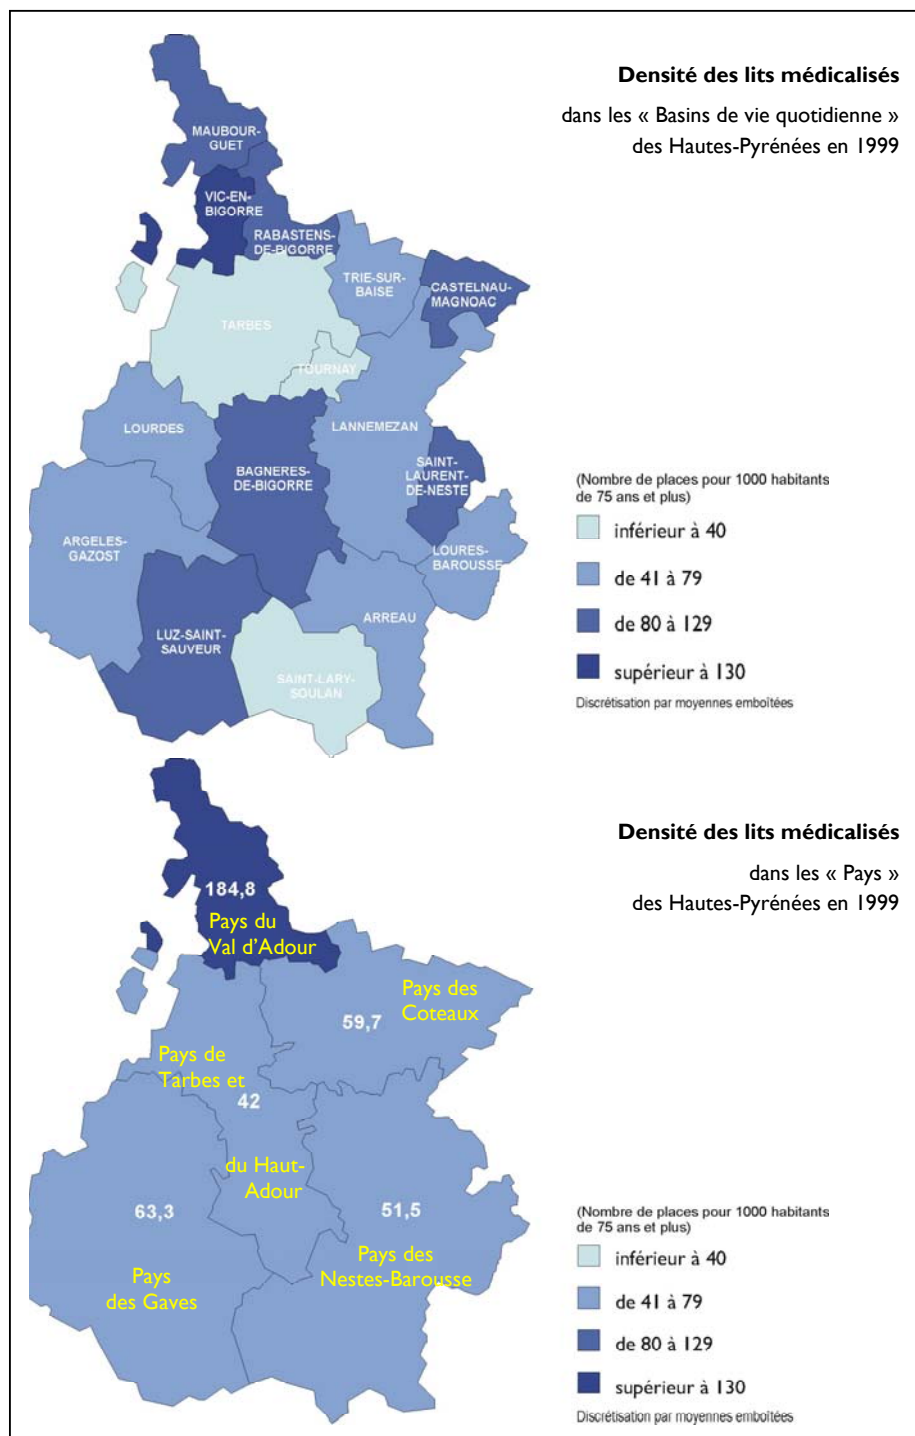 Densité des lits médicalisés
dans les « Basins de vie quotidienne »
des Hautes-Pyrénées en 1999
MAUBOUR-
GUET
VIC-EN-
BIGORRE
RABASTENS-
DE-BIGORRE
TRIE-SUR-
BAISE
CASTELNAU-
MAGNOAC
TARBES
TOURNAY
LOURDES
LANNEMEZAN
BAGNERES-
DE-BIGORRE
SAINT-
LAURENT-
DE-NESTE
ARGELES-
GAZOST
LOURES-
BAROUSSE
ARREAU
LUZ-SAINT-
SAUVEUR
SAINT-LARY-
SOULAN
(Nombre de places pour 1000 habitants
de 75 ans et plus)
inférieur à 40
de 41 à 79
de 80 à 129
supérieur à 130
Discrétisation par moyennes emboîtées
Densité des lits médicalisés
dans les « Pays »
des Hautes-Pyrénées en 1999
184,8
Pays du
Val d'Adour
Pays des
Coteaux
59,7
Pays de
Tarbes et
42
du Haut-
Adour
63,3
Pays
des Gaves
51,5
Pays des
Nestes-Barousse
(Nombre de places pour 1000 habitants
de 75 ans et plus)
inférieur à 40
de 41 à 79
de 80 à 129
supérieur à 130
Discrétisation par moyennes emboîtées